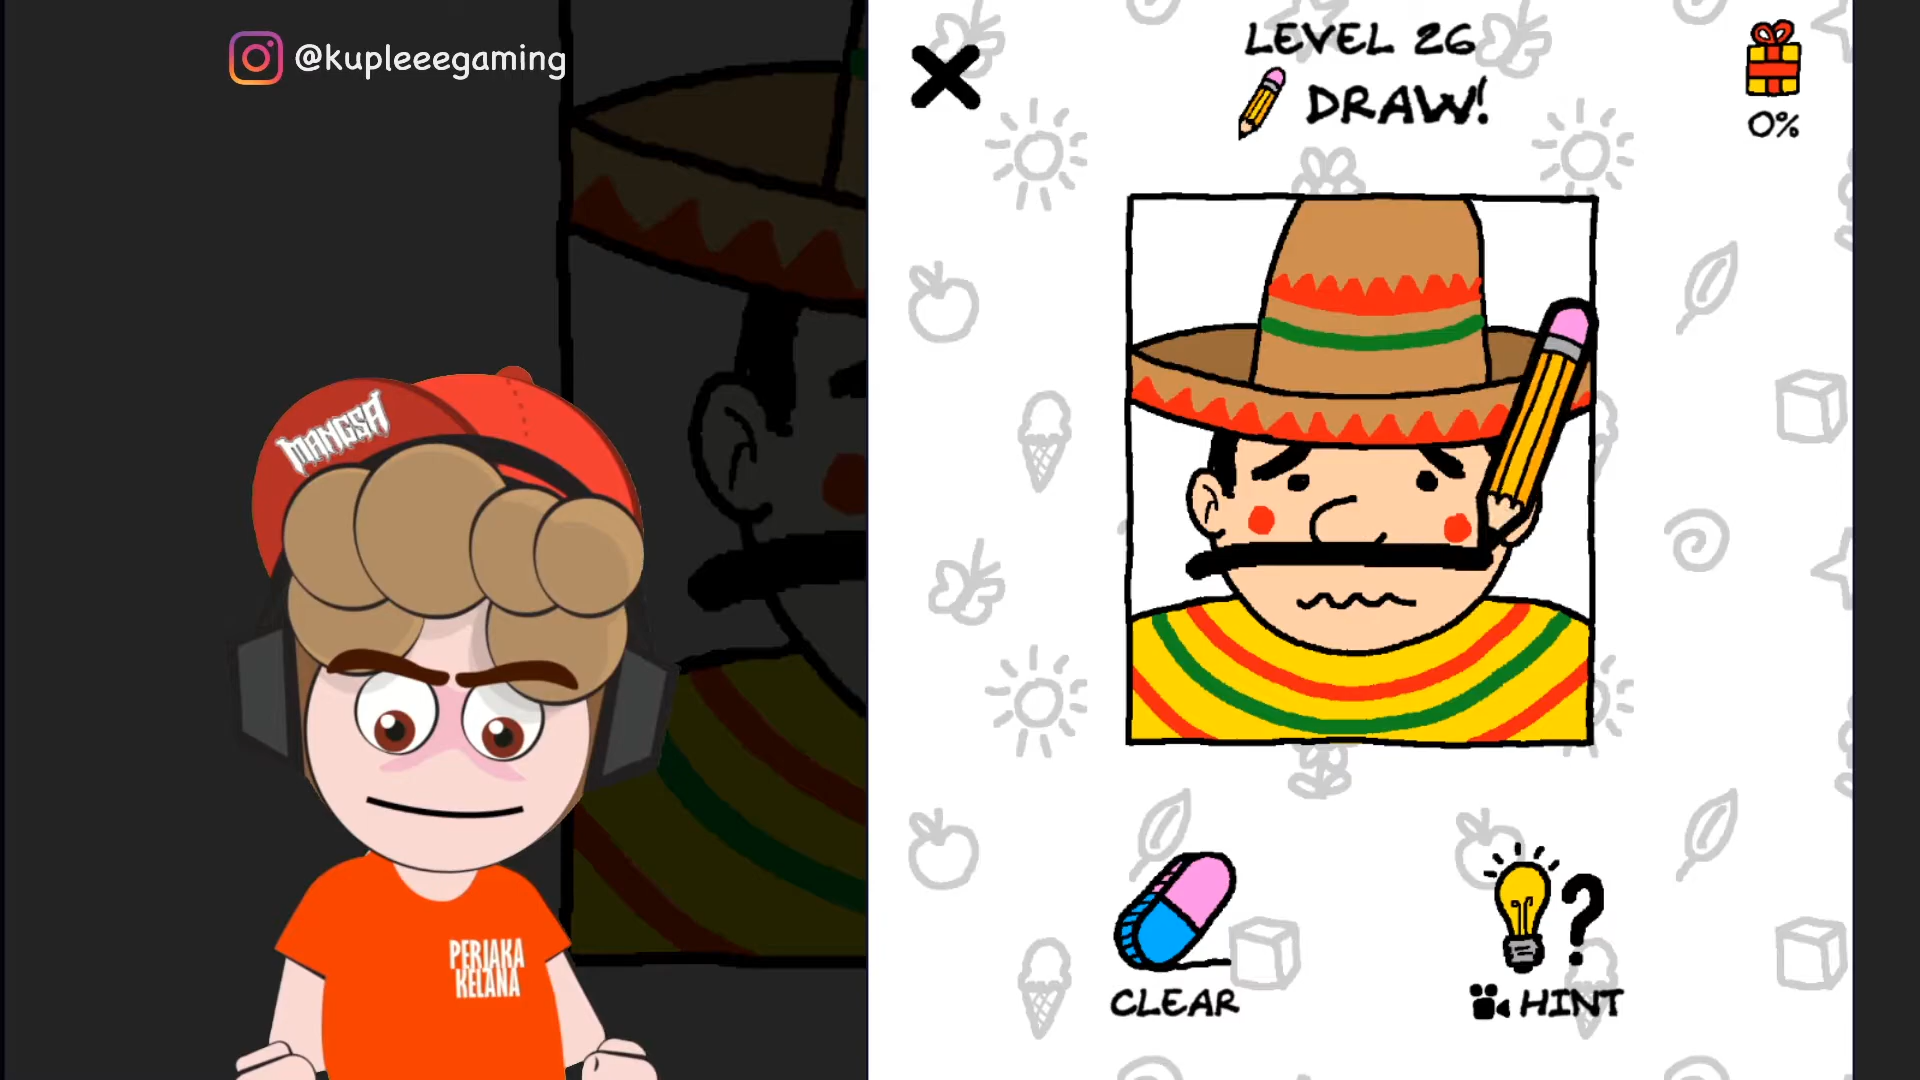 @kupleeegaming
LEVEL 26
DRAW!
0%
MANGSA
PERJAKA
KELANA
CLEAR
HINT